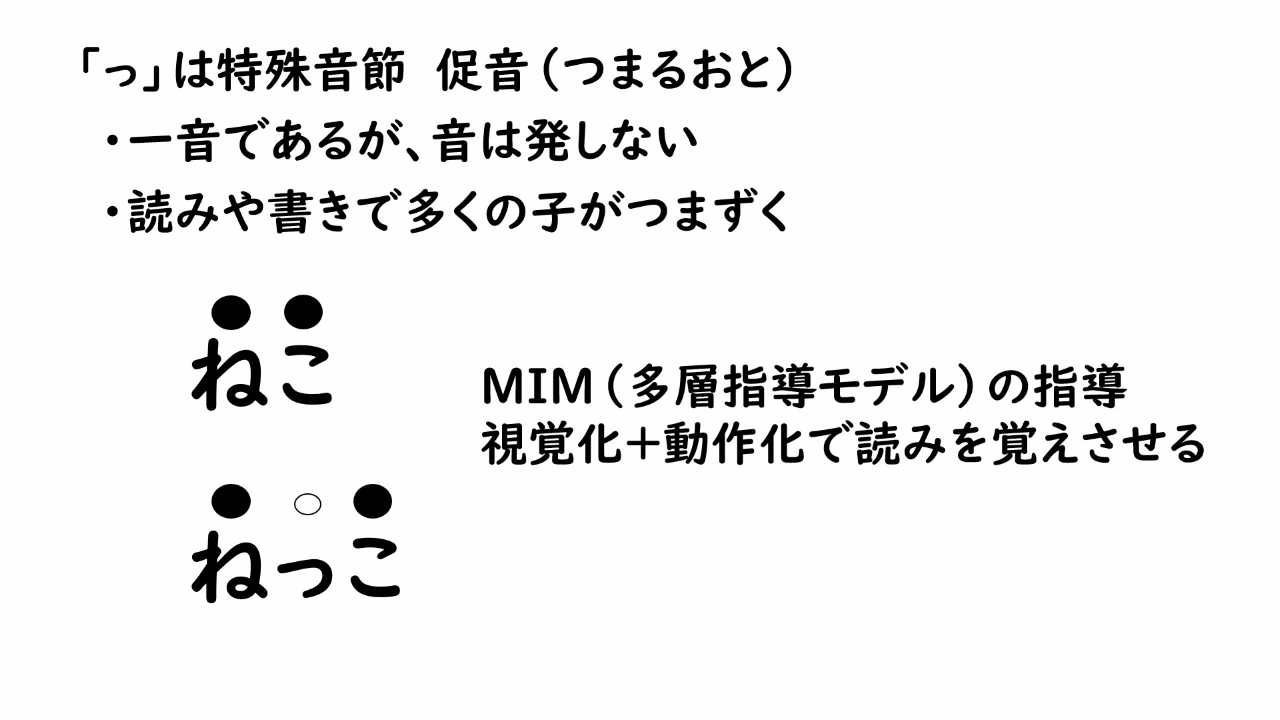 「っ」は特殊音節　促音（つまるおと）
・一音であるが、音は発しない
・読みや書きで多くの子がつまずく
ねこ
MIM（多層指導モデル）の指導
視覚化＋動作化で読みを覚えさせる
ねっこ